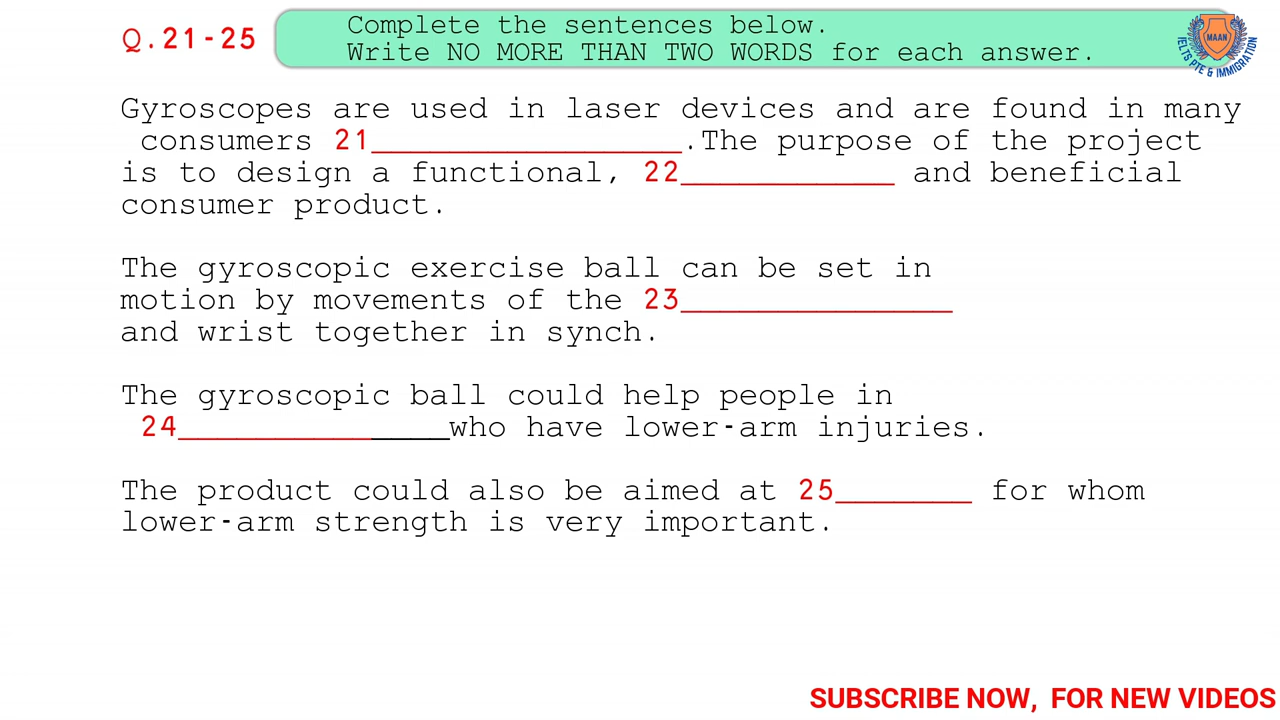 Q.21-25
Complete the sentences below.
Write NO MORE THAN TWO WORDS for each answer.
MAAN
IELTS PTE & IMMIGRATION
Gyroscopes are used in laser devices and are found in many
consumers 21________________.The purpose of the project
is to design a functional, 22___________ and beneficial
consumer product.
The gyroscopic exercise ball can be set in
motion by movements of the 23______________
and wrist together in synch.
The gyroscopic ball could help people in
24______________who have lower-arm injuries.
The product could also be aimed at 25_______ for whom
lower-arm strength is very important.
SUBSCRIBE NOW, FOR NEW VIDEOS